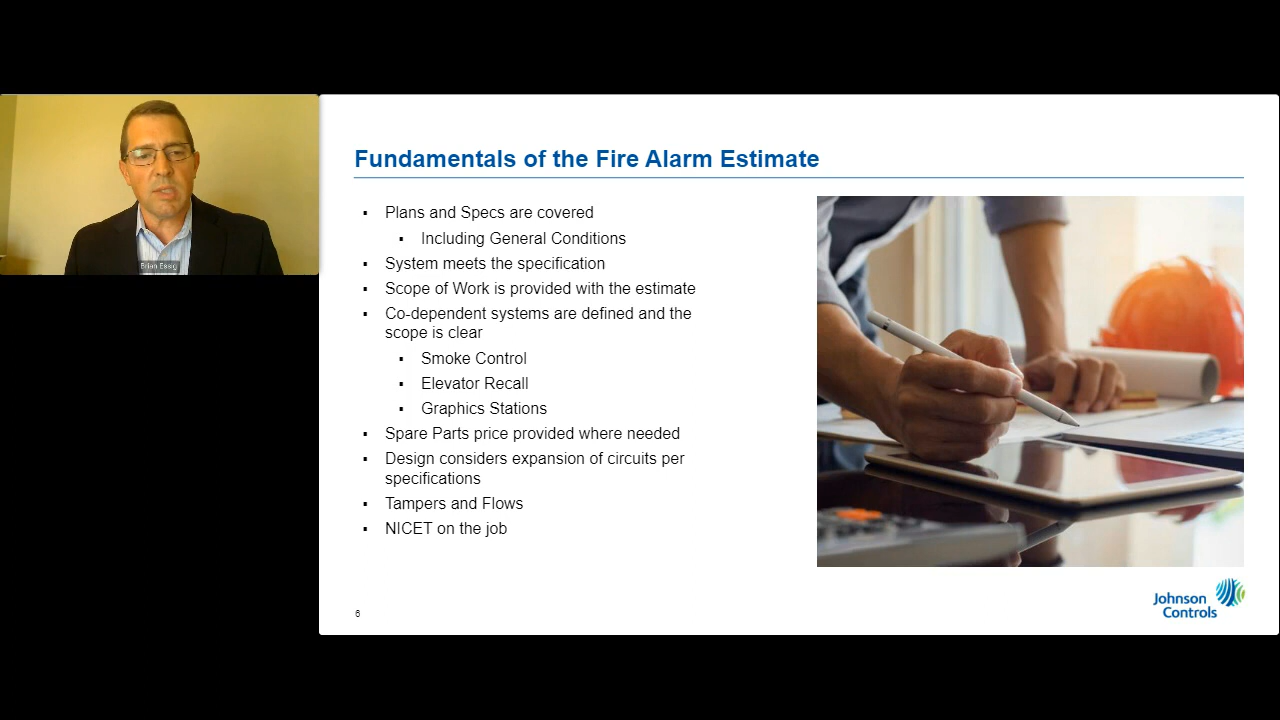 Brian Essig
Fundamentals of the Fire Alarm Estimate
Plans and Specs are covered
Including General Conditions
System meets the specification
Scope of Work is provided with the estimate
Co-dependent systems are defined and the
scope is clear
Smoke Control
Elevator Recall
Graphics Stations
Spare Parts price provided where needed
Design considers expansion of circuits per
specifications
Tampers and Flows
NICET on the job
6
Johnson
Controls